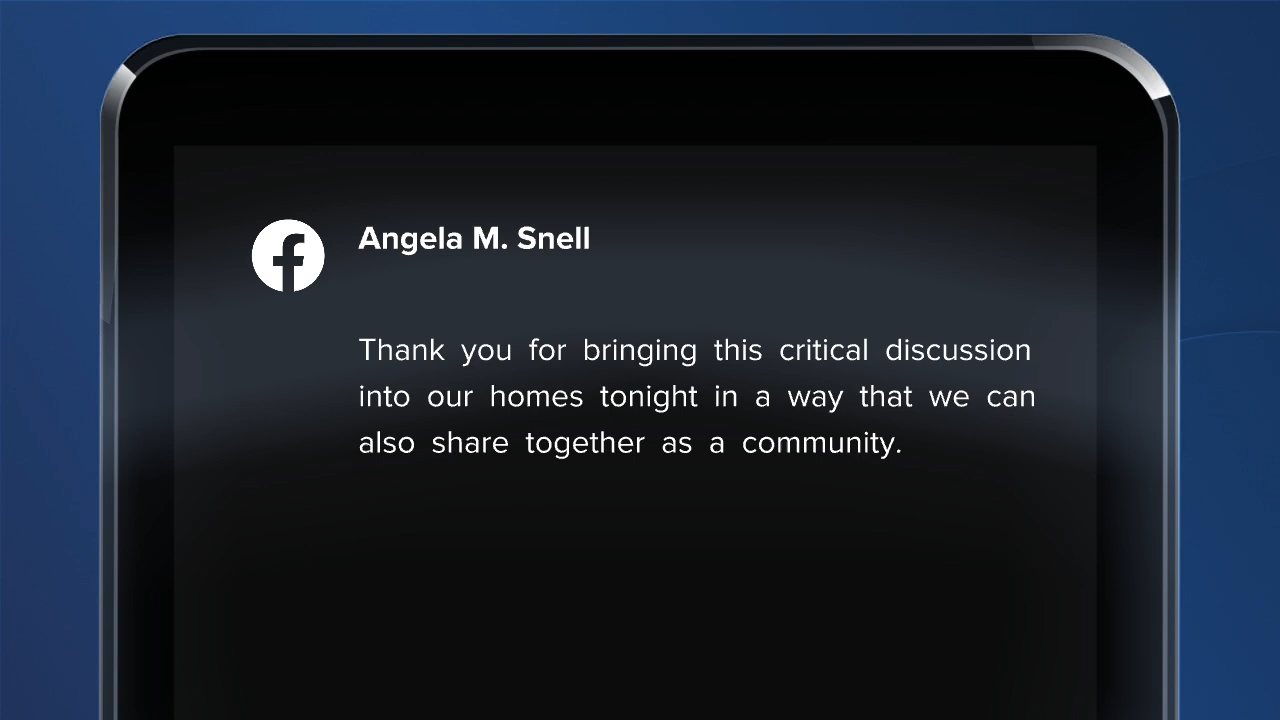 Angela M. Snell
Thank you for bringing this critical discussion
into our homes tonight in a way that we can
also share together as a community.